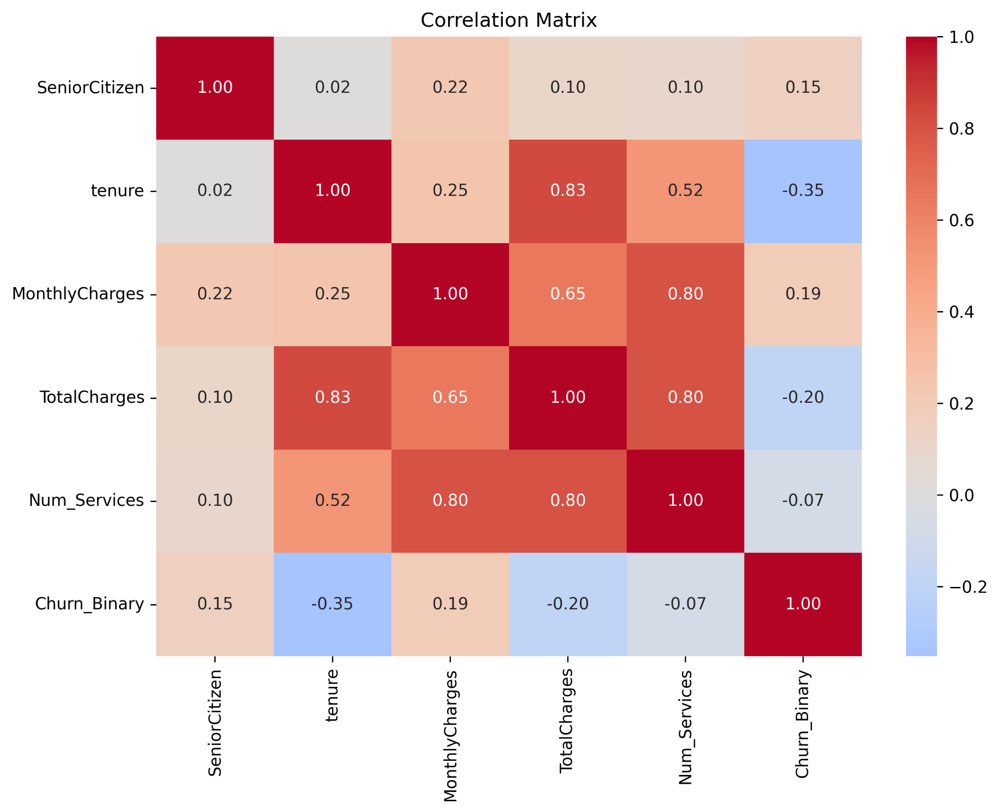 Correlation Matrix
SeniorCitizen 1.00 0.02 0.22 0.10 0.10 0.15
tenure 0.02 1.00 0.25 0.83 0.52 -0.35
MonthlyCharges 0.22 0.25 1.00 0.65 0.80 0.19
TotalCharges 0.10 0.83 0.65 1.00 0.80 -0.20
Num_Services 0.10 0.52 0.80 0.80 1.00 -0.07
Churn_Binary 0.15 -0.35 0.19 -0.20 -0.07 1.00
SeniorCitizen
tenure
MonthlyCharges
TotalCharges
Num_Services
Churn_Binary
1.0
0.8
0.6
0.4
0.2
0.0
−0.2